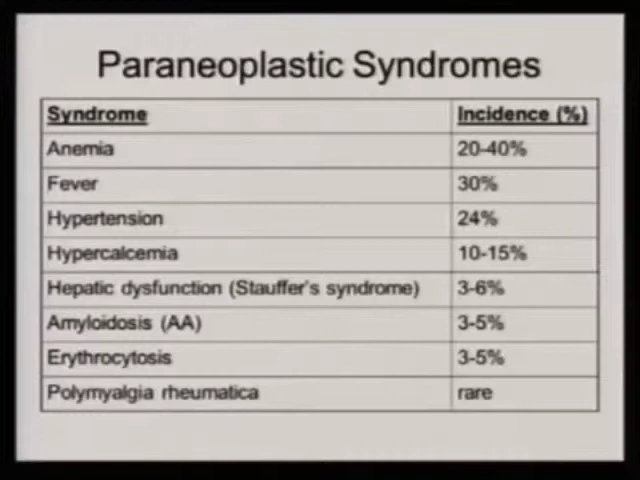 Paraneoplastic Syndromes
Syndrome Incidence (%)
Anemia 20-40%
Fever 30%
Hypertension 24%
Hypercalcemia 10-15%
Hepatic dysfunction (Stauffer's syndrome) 3-6%
Amyloidosis (AA) 3-5%
Erythrocytosis 3-5%
Polymyalgia rheumatica rare